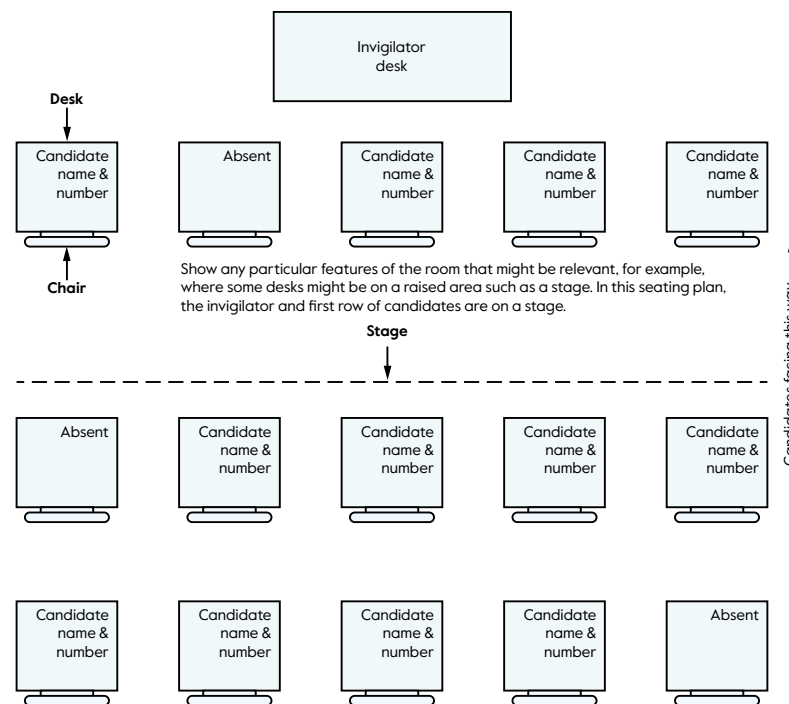 Invigilator
desk
Desk
Candidate
name &
number
Absent
Candidate
name &
number
Candidate
name &
number
Candidate
name &
number
Chair
Show any particular features of the room that might be relevant, for example,
where some desks might be on a raised area such as a stage. In this seating plan,
the invigilator and first row of candidates are on a stage.
Stage
Candidates facing this way
Absent
Candidate
name &
number
Candidate
name &
number
Candidate
name &
number
Candidate
name &
number
Candidate
name &
number
Candidate
name &
number
Candidate
name &
number
Candidate
name &
number
Absent